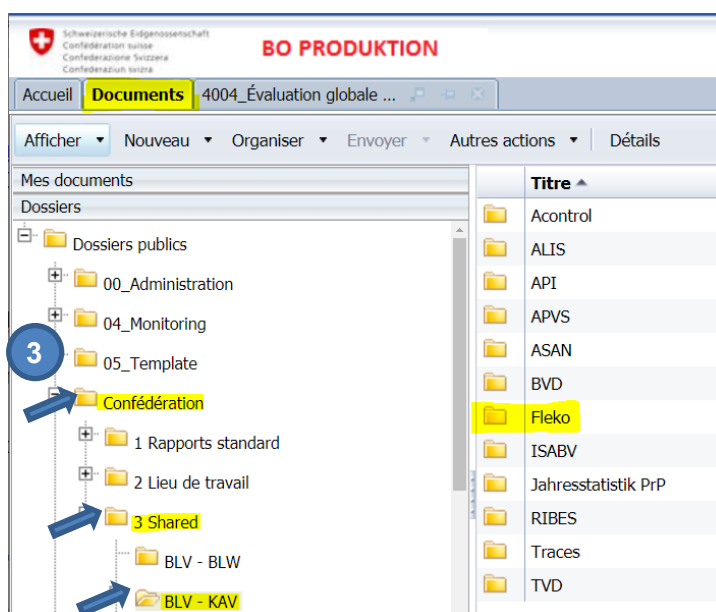 Schweizerische Eidgenossenschaft
Confédération suisse
Confederazione Svizzera
Confederaziun svizra
BO PRODUKTION
Accueil Documents 4004_Évaluation globale ...
Afficher Nouveau Organiser Envoyer Autres actions Détails
Mes documents
Dossiers
Dossiers publics
00_Administration
04_Monitoring
3
05_Template
Confédération
1 Rapports standard
2 Lieu de travail
3 Shared
BLV - BLW
BLV - KAV
Titre
Acontrol
ALIS
API
APVS
ASAN
BVD
Fleko
ISABV
Jahresstatistik PrP
RIBES
Traces
TVD